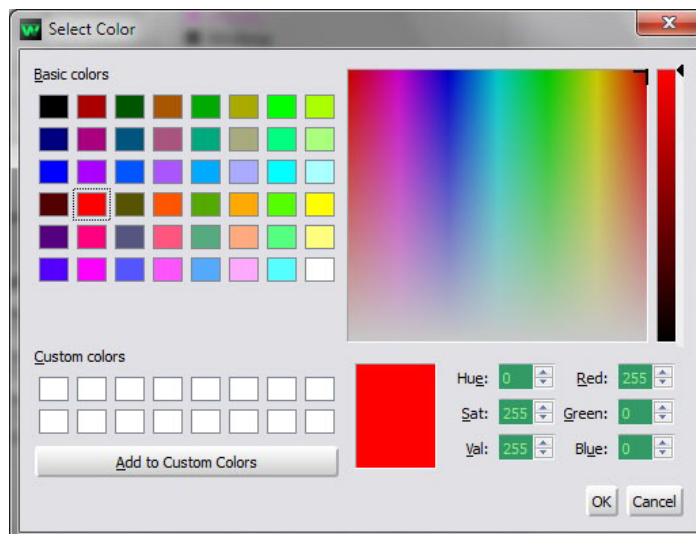 Select Color
Basic colors
Custom colors
Add to Custom Colors
Hue: 0 Red: 255
Sat: 255 Green: 0
Val: 255 Blue: 0
OK Cancel